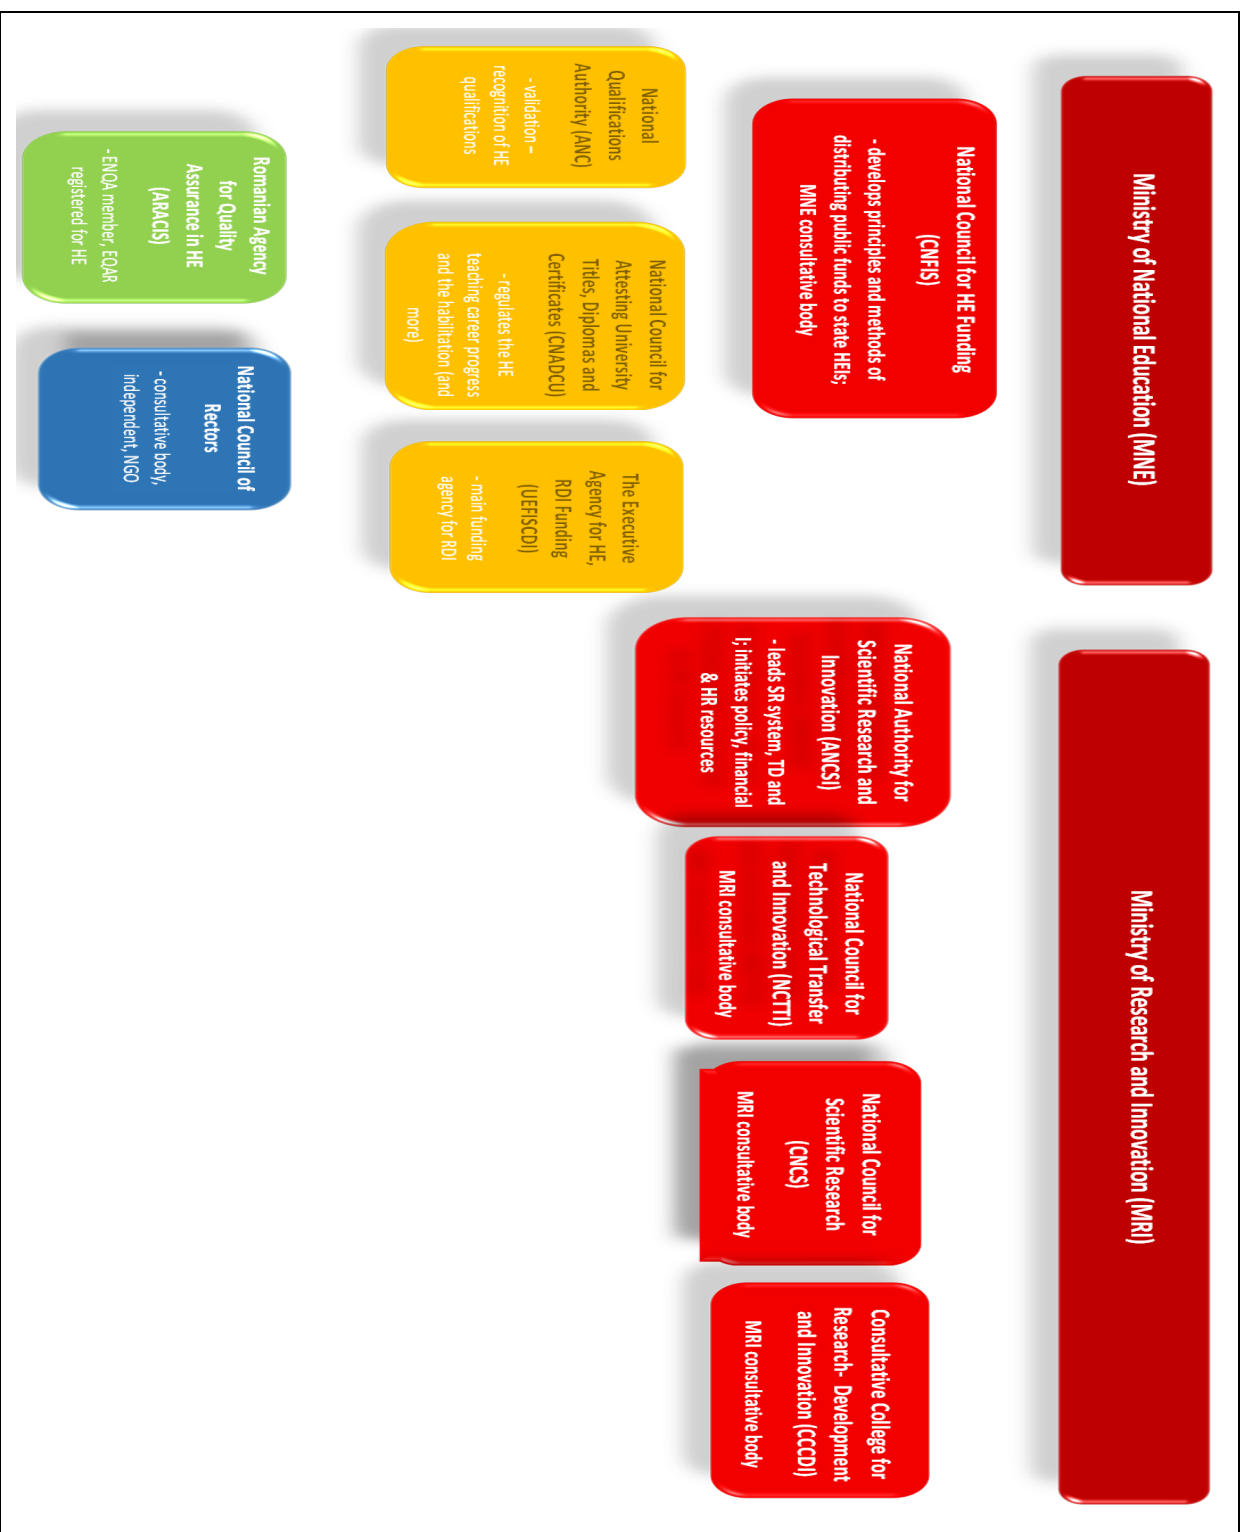 Ministry of National Education (MNE)
Ministry of Research and Innovation (MRI)
National Council for HE Funding
(CNFIS)
- develops principles and methods of
distributing public funds to state HEIs;
MNE consultative body
National Authority for
Scientific Research and
Innovation (ANCSI)
- leads SR system, TD and
I; initiates policy, financial
& HR resources
National Council for
Technological Transfer
and Innovation (NCTTI)
MRI consultative body
National Council for
Scientific Research
(CNCS)
MRI consultative body
Consultative College for
Research- Development
and Innovation (CCCDI)
MRI consultative body
National
Qualifications
Authority (ANC)
- validation –
recognition of HE
qualifications
National Council for
Attesting University
Titles, Diplomas and
Certificates (CNADCU)
- regulates the HE
teaching career progress
and the habilitation (and
more)
The Executive
Agency for HE,
RDI Funding
(UEFISCDI)
- main funding
agency for RDI
Romanian Agency
for Quality
Assurance in HE
(ARACIS)
- ENQA member, EQAR
registered for HE
National Council of
Rectors
- consultative body,
independent, NGO